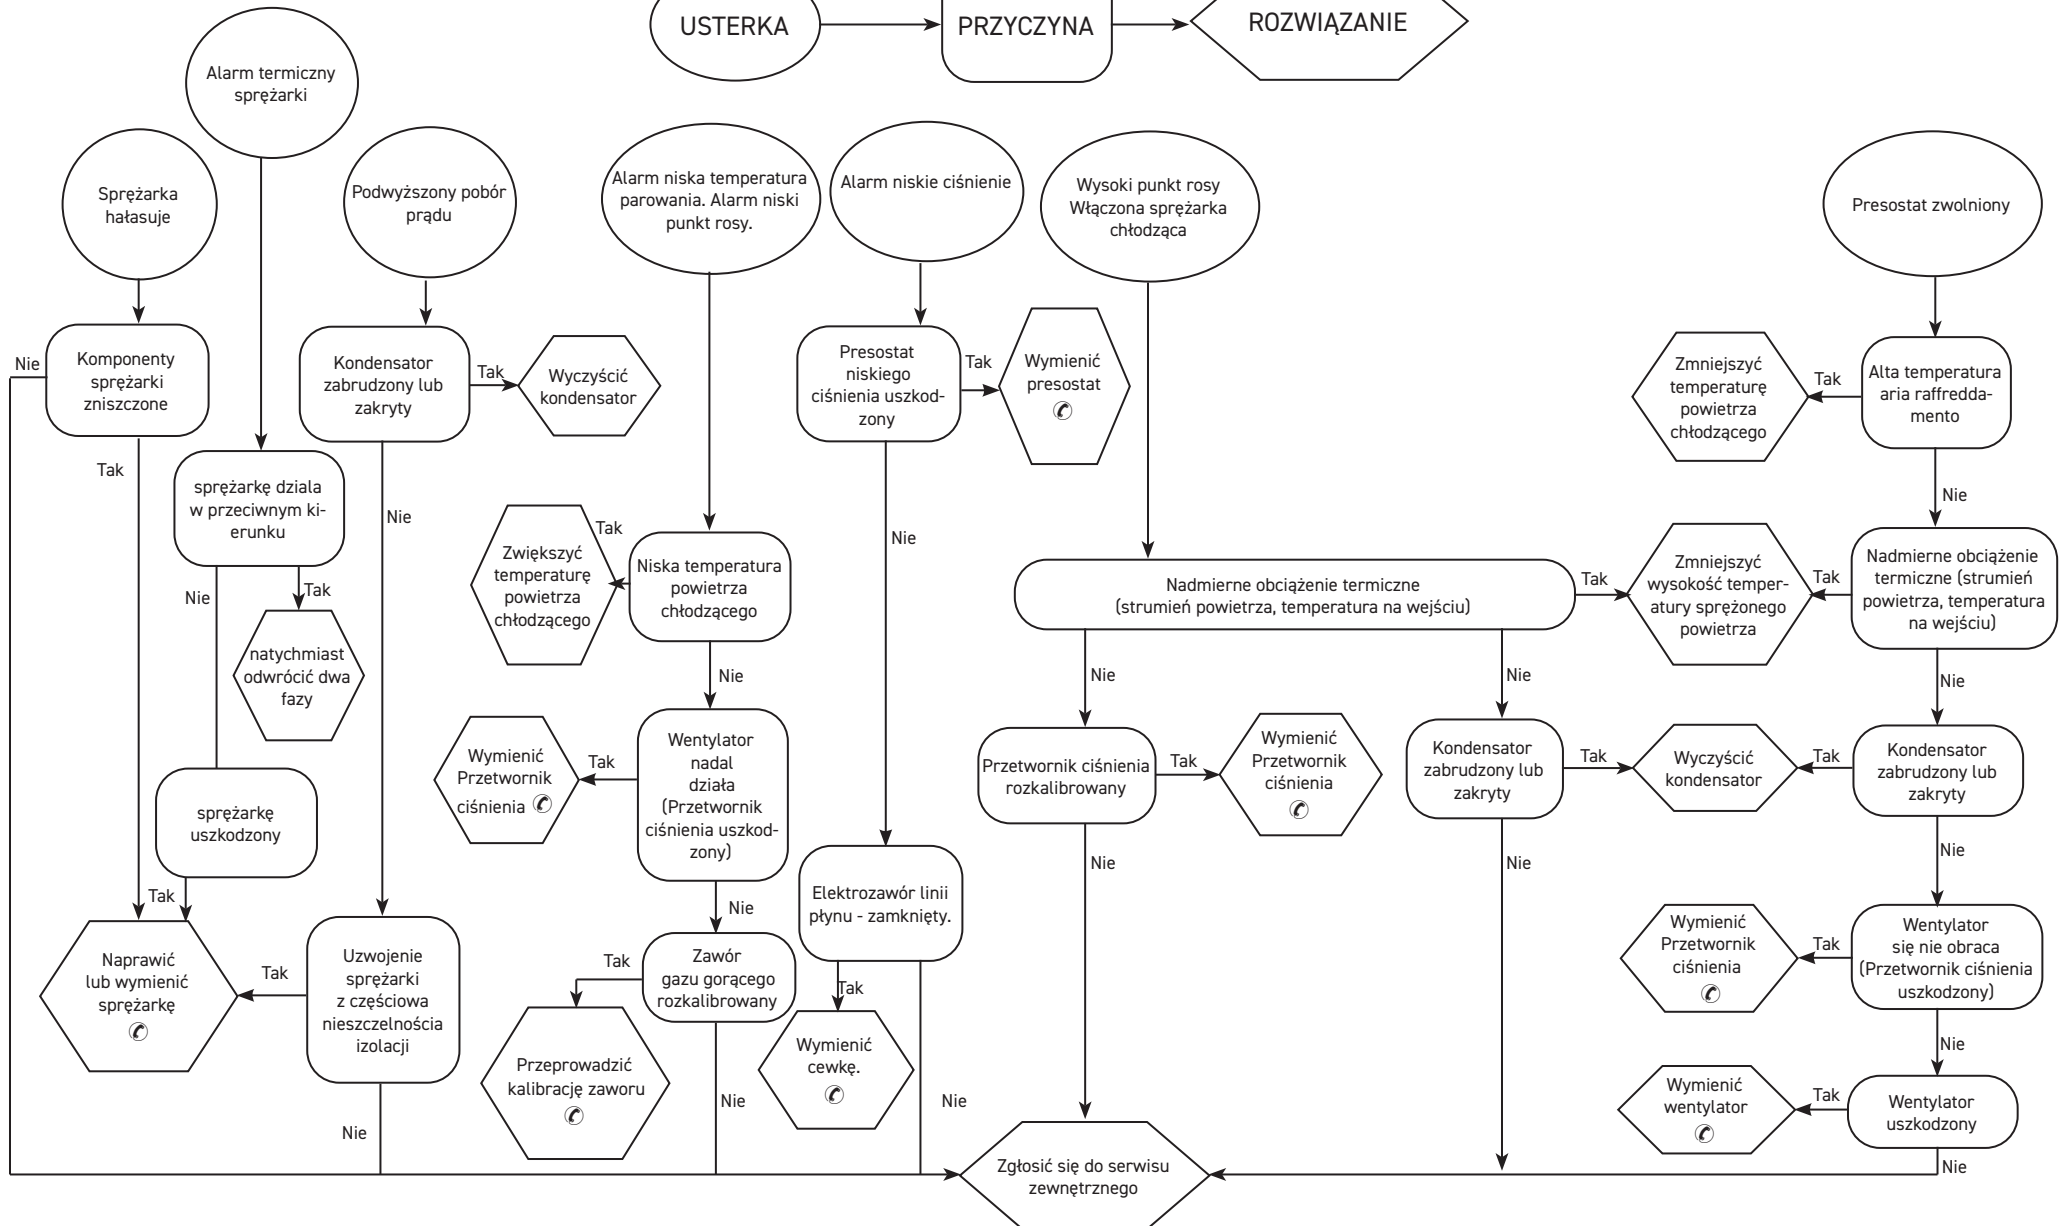 USTERKA
PRZYCZYNA
ROZWIĄZANIE
Alarm termiczny
sprężarki
Sprężarka
hałasuje
Podwyższony pobór
prądu
Alarm niska temperatura
parowania. Alarm niski
punkt rosy.
Alarm niskie ciśnienie
Wysoki punkt rosy
Włączona sprężarka
chłodząca
Presostat zwolniony
Nie
Komponenty
sprężarki
zniszczone
Tak
Kondensator
zabrudzony lub
zakryty
Tak
Wyczyścić
kondensator
Nie
Presostat
niskiego
ciśnienia uszkod-
zony
Tak
Wymienić
presostat
✆
Nie
Zmniejszyć
temperaturę
powietrza
chłodzącego
Tak
Alta temperatura
aria raffredda-
mento
Nie
sprężarkę dziala
w przeciwnym ki-
erunku
Nie
Tak
natychmiast
odwrócić dwa
fazy
Zwiększyć
temperaturę
powietrza
chłodzącego
Tak
Niska temperatura
powietrza
chłodzącego
Nie
Nadmierne obciążenie termiczne
(strumień powietrza, temperatura na wejściu)
Tak
Zmniejszyć
wysokość temper-
atury sprężonego
powietrza
Tak
Nadmierne obciążenie
termiczne (strumień
powietrza, temperatura
na wejściu)
Nie
Nie
Nie
Wymienić
Przetwornik
ciśnienia ✆
Tak
Wentylator
nadal
działa
(Przetwornik
ciśnienia uszkod-
zony)
Nie
Przetwornik ciśnienia
rozkalibrowany
Tak
Wymienić
Przetwornik
ciśnienia
✆
Nie
Kondensator
zabrudzony lub
zakryty
Tak
Wyczyścić
kondensator
Tak
Kondensator
zabrudzony lub
zakryty
Nie
Nie
sprężarkę
uszkodzony
Tak
Naprawić
lub wymienić
sprężarkę
✆
Tak
Uzwojenie
sprężarki
z częściowa
nieszczelnościa
izolacji
Nie
Tak
Zawór
gazu gorącego
rozkalibrowany
Nie
Przeprowadzić
kalibrację zaworu
✆
Elektrozawór linii
płynu - zamknięty.
Tak
Nie
Wymienić
cewkę.
✆
Wymienić
Przetwornik
ciśnienia
✆
Tak
Wentylator
się nie obraca
(Przetwornik ciśnienia
uszkodzony)
Nie
Wymienić
wentylator
✆
Tak
Wentylator
uszkodzony
Nie
Zgłosić się do serwisu
zewnętrznego